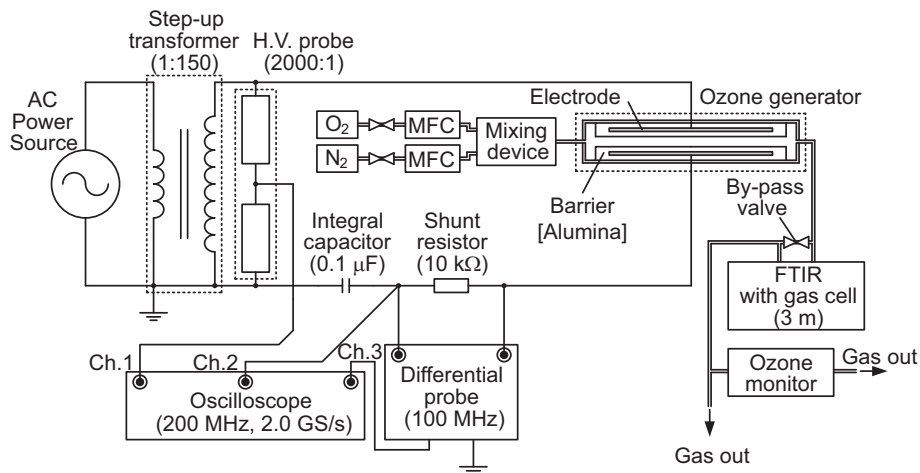 Step-up
transformer
(1:150)
H.V. probe
(2000:1)
AC
Power
Source
O2
MFC
N2
MFC
Mixing
device
Electrode
Ozone generator
Barrier
[Alumina]
By-pass
valve
Integral
capacitor
(0.1 μF)
Shunt
resistor
(10 kΩ)
FTIR
with gas cell
(3 m)
Ch.1
Ch.2
Ch.3
Oscilloscope
(200 MHz, 2.0 GS/s)
Differential
probe
(100 MHz)
Ozone
monitor
Gas out
Gas out